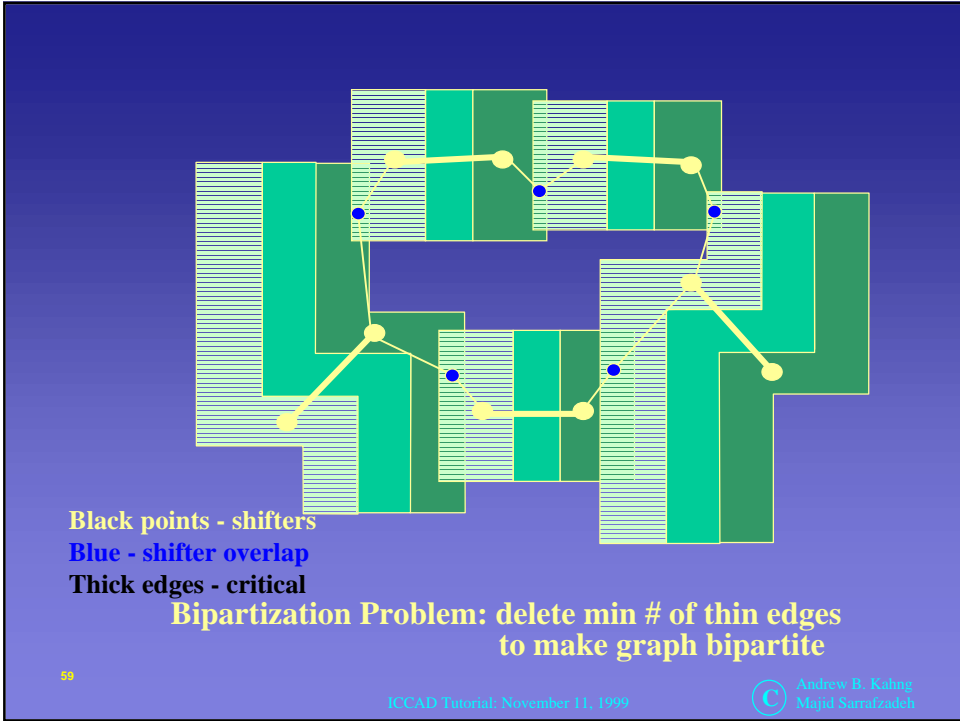 Black points - shifters
Blue - shifter overlap
Thick edges - critical
Bipartization Problem: delete min # of thin edges
to make graph bipartite
59
ICCAD Tutorial: November 11, 1999
C
Andrew B. Kahng
Majid Sarrafzadeh